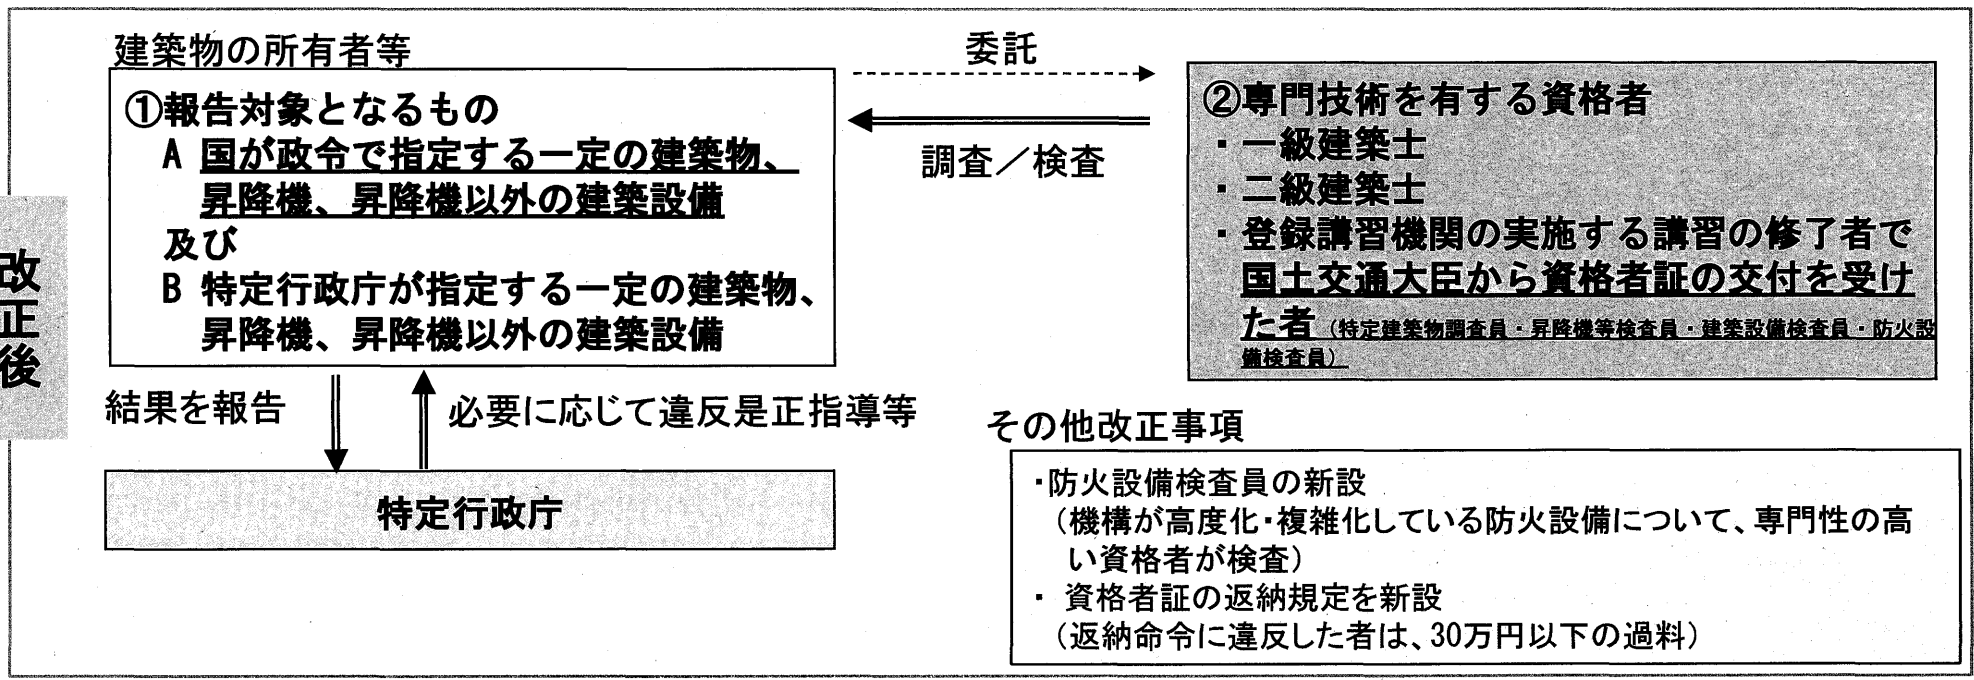 改正後
建築物の所有者等
①報告対象となるもの
A 国が政令で指定する一定の建築物、
昇降機、昇降機以外の建築設備
及び
B 特定行政庁が指定する一定の建築物、
昇降機、昇降機以外の建築設備
委託
調査／検査
②専門技術を有する資格者
・一級建築士
・二級建築士
・登録講習機関の実施する講習の修了者で
国土交通大臣から資格者証の交付を受け
た者（特定建築物調査員・昇降機等検査員・建築設備検査員・防火設
備検査員）
結果を報告
必要に応じて違反是正指導等
特定行政庁
その他改正事項
・防火設備検査員の新設
（機構が高度化・複雑化している防火設備について、専門性の高
い資格者が検査）
・ 資格者証の返納規定を新設
（返納命令に違反した者は、30万円以下の過料）